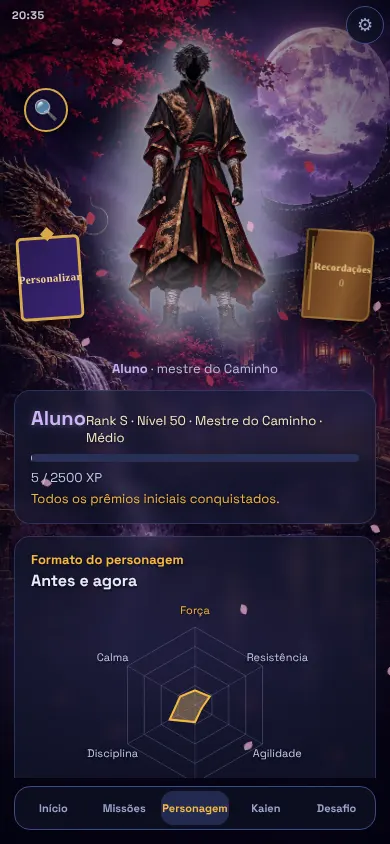 20:35
Personalizar
Recordações
0
Aluno · mestre do Caminho
Aluno Rank S · Nível 50 · Mestre do Caminho ·
Médio
5 / 2500 XP
Todos os prêmios iniciais conquistados.
Formato do personagem
Antes e agora
Força
Calma
Resistência
Disciplina
Agilidade
Início
Missões
Personagem
Kaien
Desafio